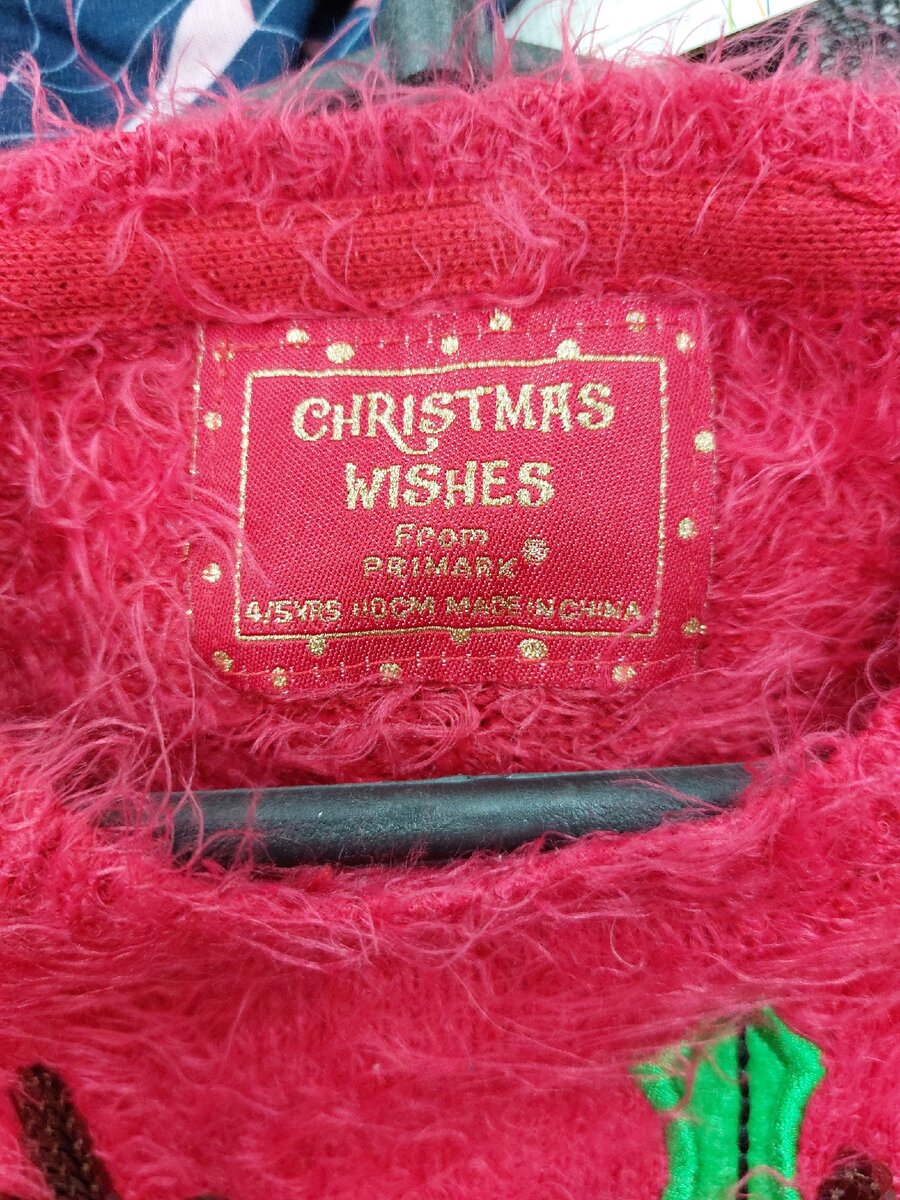 CHRISTMAS
WISHES
From
PRIMARK
4/5YRS 110CM MADE IN CHINA